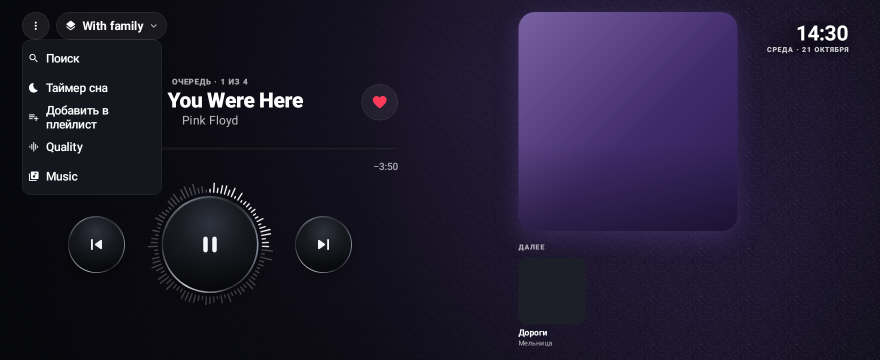 With family
14:30
СРЕДА · 21 ОКТЯБРЯ
Поиск
Таймер сна
Добавить в
плейлист
Quality
Music
ОЧЕРЕДЬ · 1 ИЗ 4
You Were Here
Pink Floyd
−3:50
ДАЛЕЕ
Дороги
Мельница